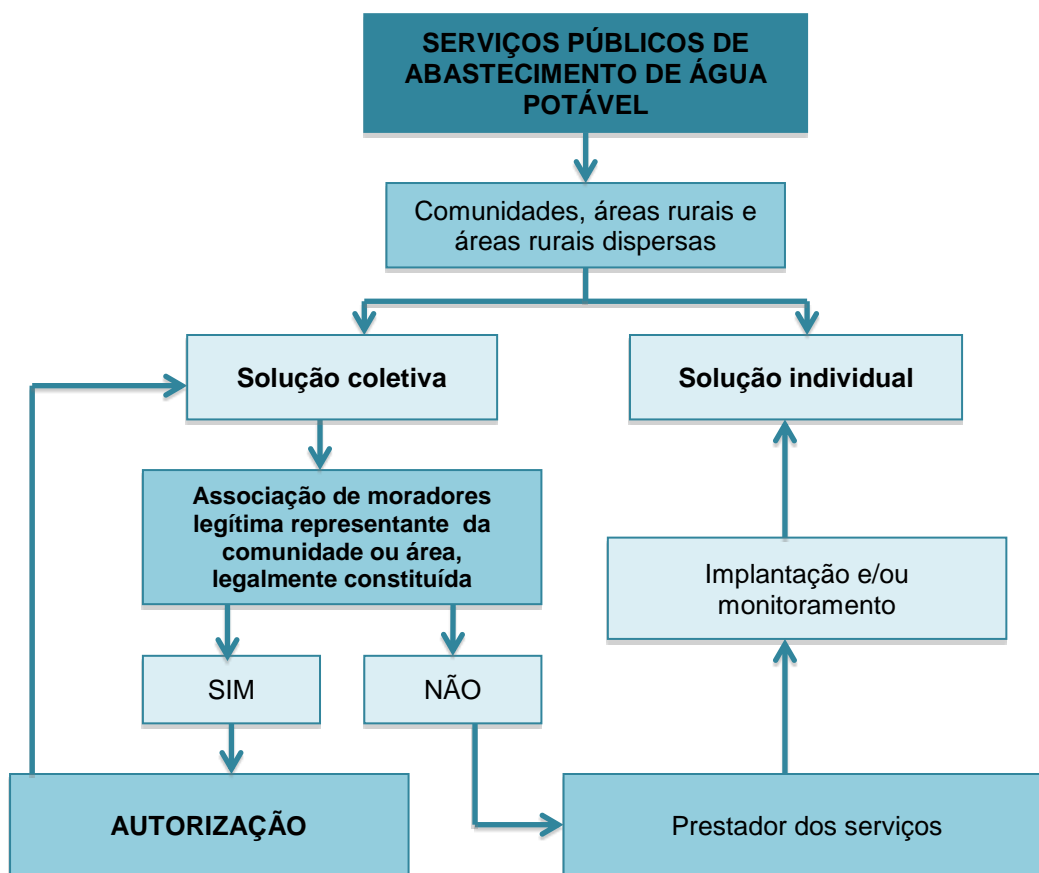 SERVIÇOS PÚBLICOS DE
ABASTECIMENTO DE ÁGUA
POTÁVEL
Comunidades, áreas rurais e
áreas rurais dispersas
Solução coletiva
Solução individual
Associação de moradores
legítima representante da
comunidade ou área,
legalmente constituída
Implantação e/ou
monitoramento
SIM
NÃO
AUTORIZAÇÃO
Prestador dos serviços